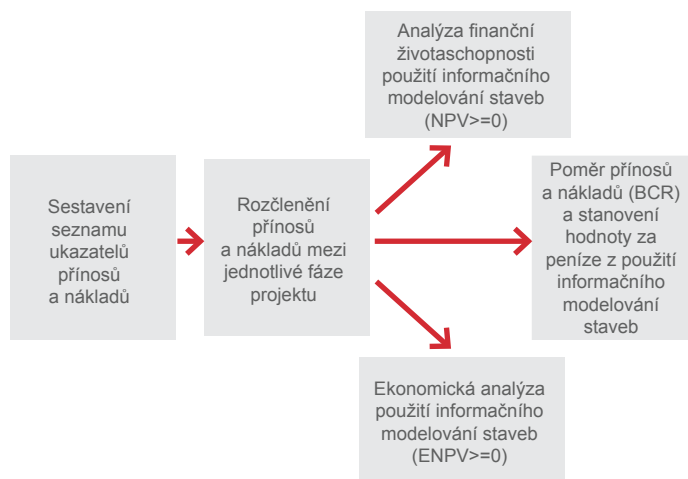 Sestavení
seznamu
ukazatelů
přínosů
a nákladů
Rozčlenění
přínosů
a nákladů mezi
jednotlivé fáze
projektu
Analýza finanční
životaschopnosti
použití informačního
modelování staveb
(NPV>=0)
Poměr přínosů
a nákladů (BCR)
a stanovení
hodnoty za
peníze z použití
informačního
modelování
staveb
Ekonomická analýza
použití informačního
modelování staveb
(ENPV>=0)